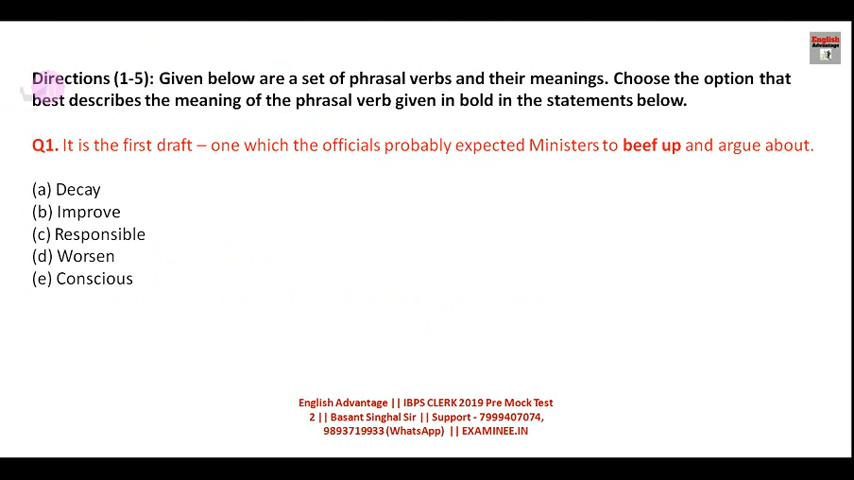 English
Advantage
Directions (1-5): Given below are a set of phrasal verbs and their meanings. Choose the option that
best describes the meaning of the phrasal verb given in bold in the statements below.
Q1. It is the first draft – one which the officials probably expected Ministers to beef up and argue about.
(a) Decay
(b) Improve
(c) Responsible
(d) Worsen
(e) Conscious
English Advantage || IBPS CLERK 2019 Pre Mock Test
2 || Basant Singhal Sir || Support - 7999407074,
9893719933 (WhatsApp) || EXAMINEE.IN